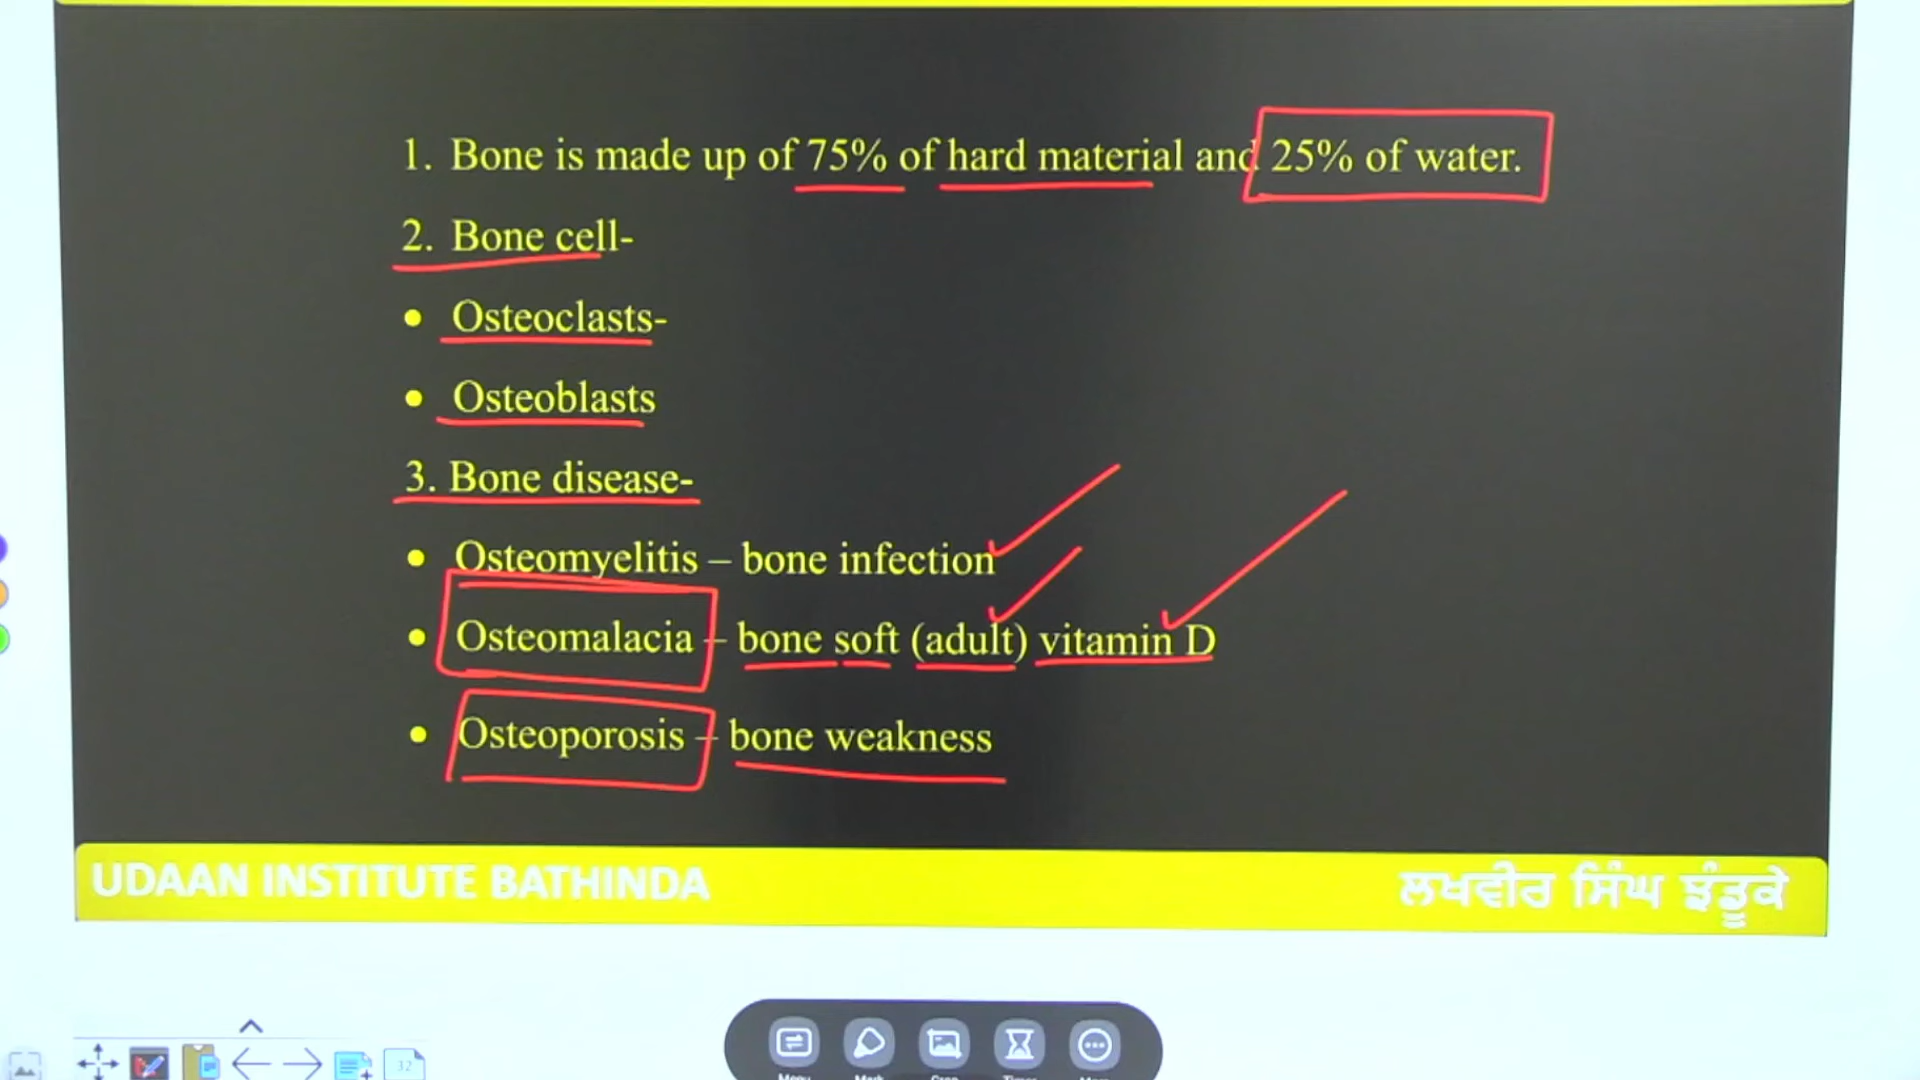 1. Bone is made up of 75% of hard material and 25% of water.
2. Bone cell-
• Osteoclasts-
• Osteoblasts
3. Bone disease-
• Osteomyelitis – bone infection
• Osteomalacia – bone soft (adult) vitamin D
• Osteoporosis – bone weakness
UDAAN INSTITUTE BATHINDA
ਲਖਵੀਰ ਸਿੰਘ ਝੰਡੂਕੇ
32